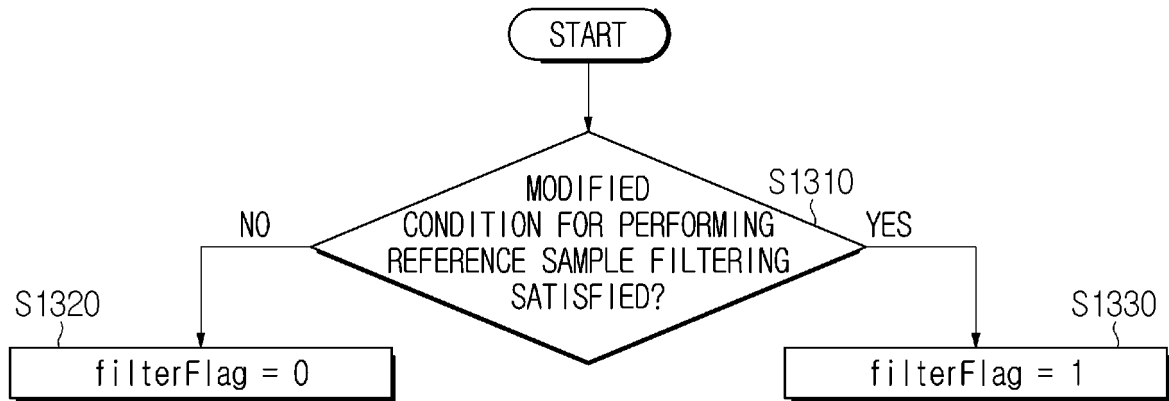 START
MODIFIED
CONDITION FOR PERFORMING
REFERENCE SAMPLE FILTERING
SATISFIED?
S1310
NO
YES
S1320
filterFlag = 0
S1330
filterFlag = 1